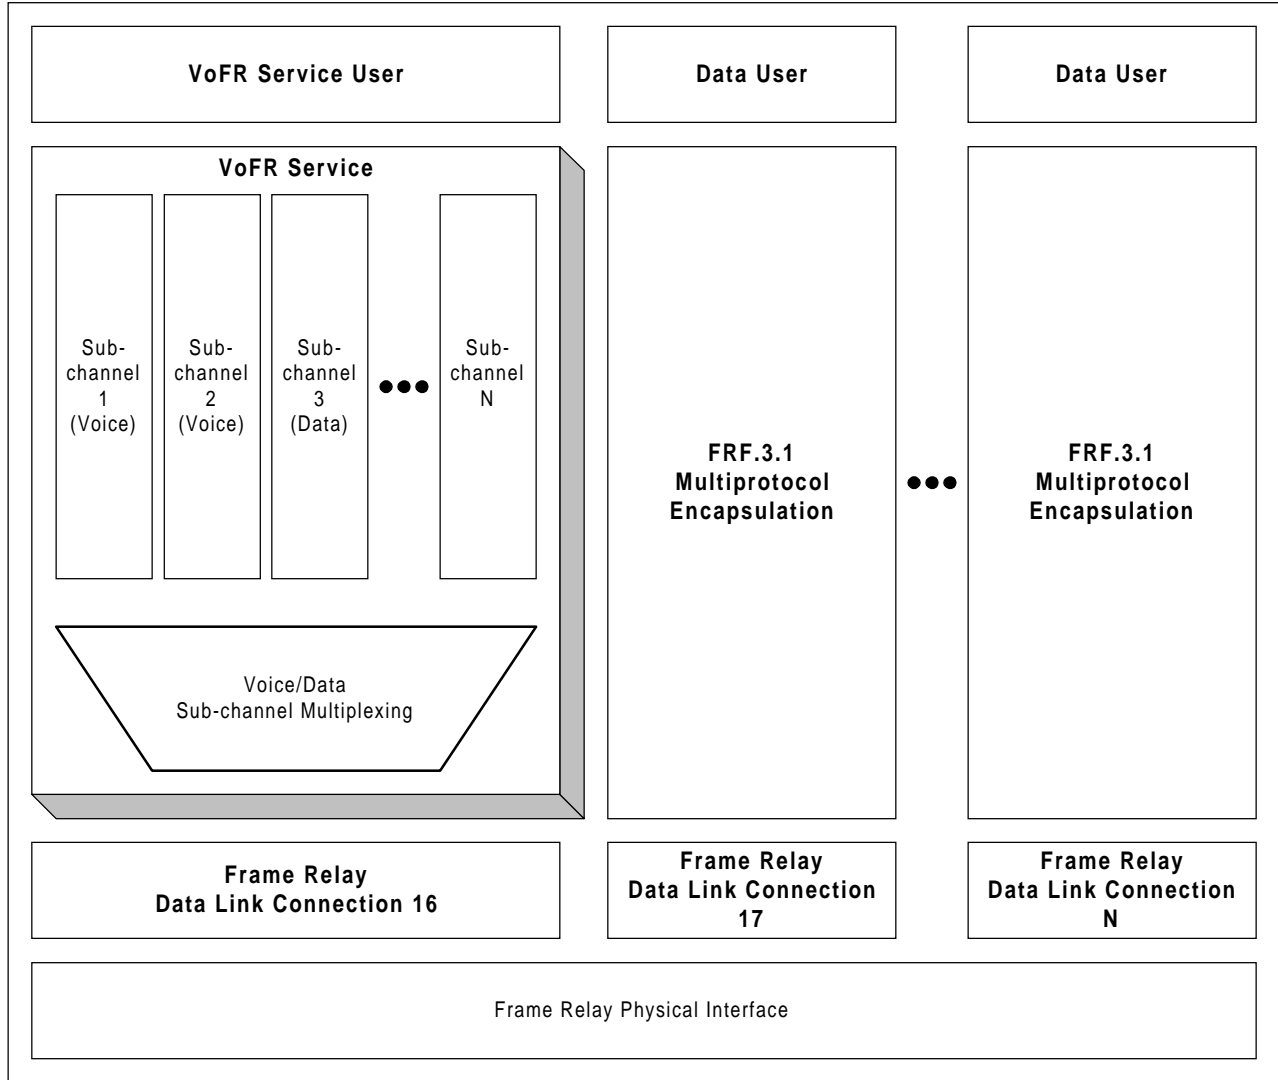 VoFR Service User
Data User
Data User
VoFR Service
Sub-
channel
1
(Voice)
Sub-
channel
2
(Voice)
Sub-
channel
3
(Data)
Sub-
channel
N
Voice/Data
Sub-channel Multiplexing
FRF.3.1
Multiprotocol
Encapsulation
FRF.3.1
Multiprotocol
Encapsulation
Frame Relay
Data Link Connection 16
Frame Relay
Data Link Connection
17
Frame Relay
Data Link Connection
N
Frame Relay Physical Interface